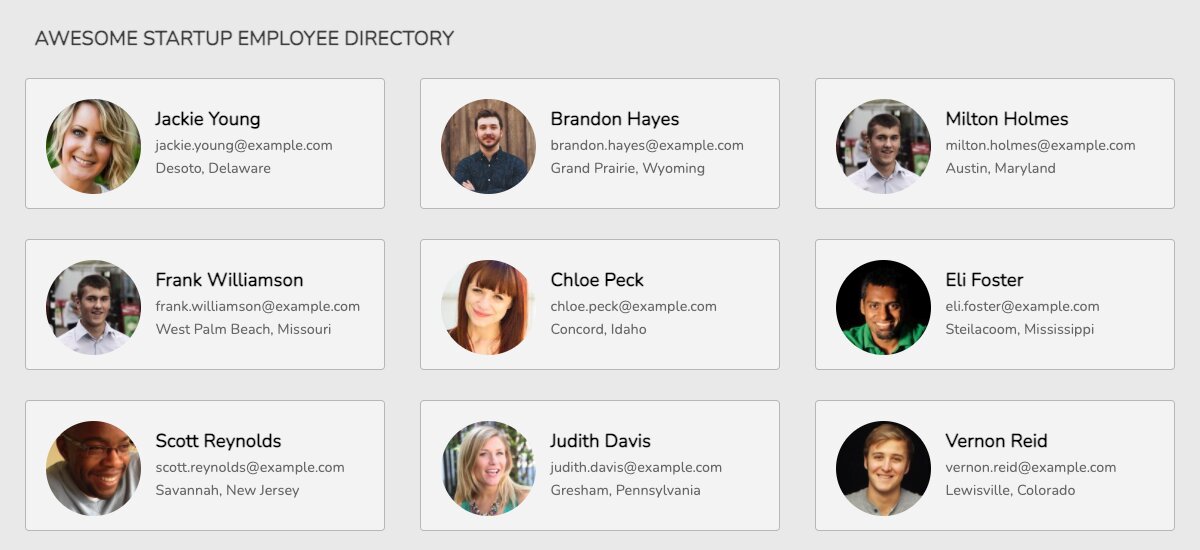 AWESOME STARTUP EMPLOYEE DIRECTORY
Jackie Young
jackie.young@example.com
Desoto, Delaware
Brandon Hayes
brandon.hayes@example.com
Grand Prairie, Wyoming
Milton Holmes
milton.holmes@example.com
Austin, Maryland
Frank Williamson
frank.williamson@example.com
West Palm Beach, Missouri
Chloe Peck
chloe.peck@example.com
Concord, Idaho
Eli Foster
eli.foster@example.com
Steilacoom, Mississippi
Scott Reynolds
scott.reynolds@example.com
Savannah, New Jersey
Judith Davis
judith.davis@example.com
Gresham, Pennsylvania
Vernon Reid
vernon.reid@example.com
Lewisville, Colorado